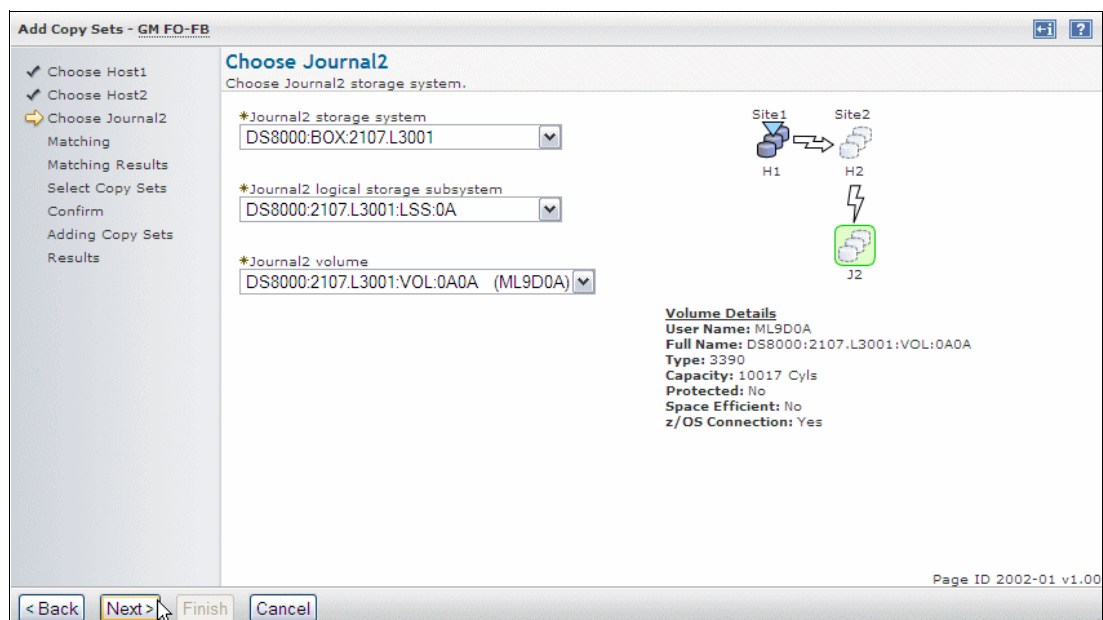 Add Copy Sets - GM FO-FB
?
Choose Host1
Choose Host2
Choose Journal2
Matching
Matching Results
Select Copy Sets
Confirm
Adding Copy Sets
Results
Choose Journal2
Choose Journal2 storage system.
*Journal2 storage system
DS8000:BOX:2107.L3001
*Journal2 logical storage subsystem
DS8000:2107.L3001:LSS:0A
*Journal2 volume
DS8000:2107.L3001:VOL:0A0A (ML9D0A)
Site1 Site2
H1 H2
J2
Volume Details
User Name: ML9D0A
Full Name: DS8000:2107.L3001:VOL:0A0A
Type: 3390
Capacity: 10017 Cyls
Protected: No
Space Efficient: No
z/OS Connection: Yes
Page ID 2002-01 v1.00
< Back Next > Finish Cancel